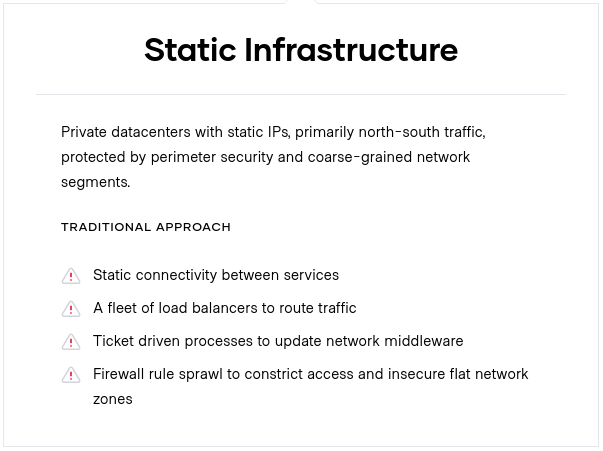 Static Infrastructure
Private datacenters with static IPs, primarily north-south traffic,
protected by perimeter security and coarse-grained network
segments.
TRADITIONAL APPROACH
Static connectivity between services
A fleet of load balancers to route traffic
Ticket driven processes to update network middleware
Firewall rule sprawl to constrict access and insecure flat network
zones